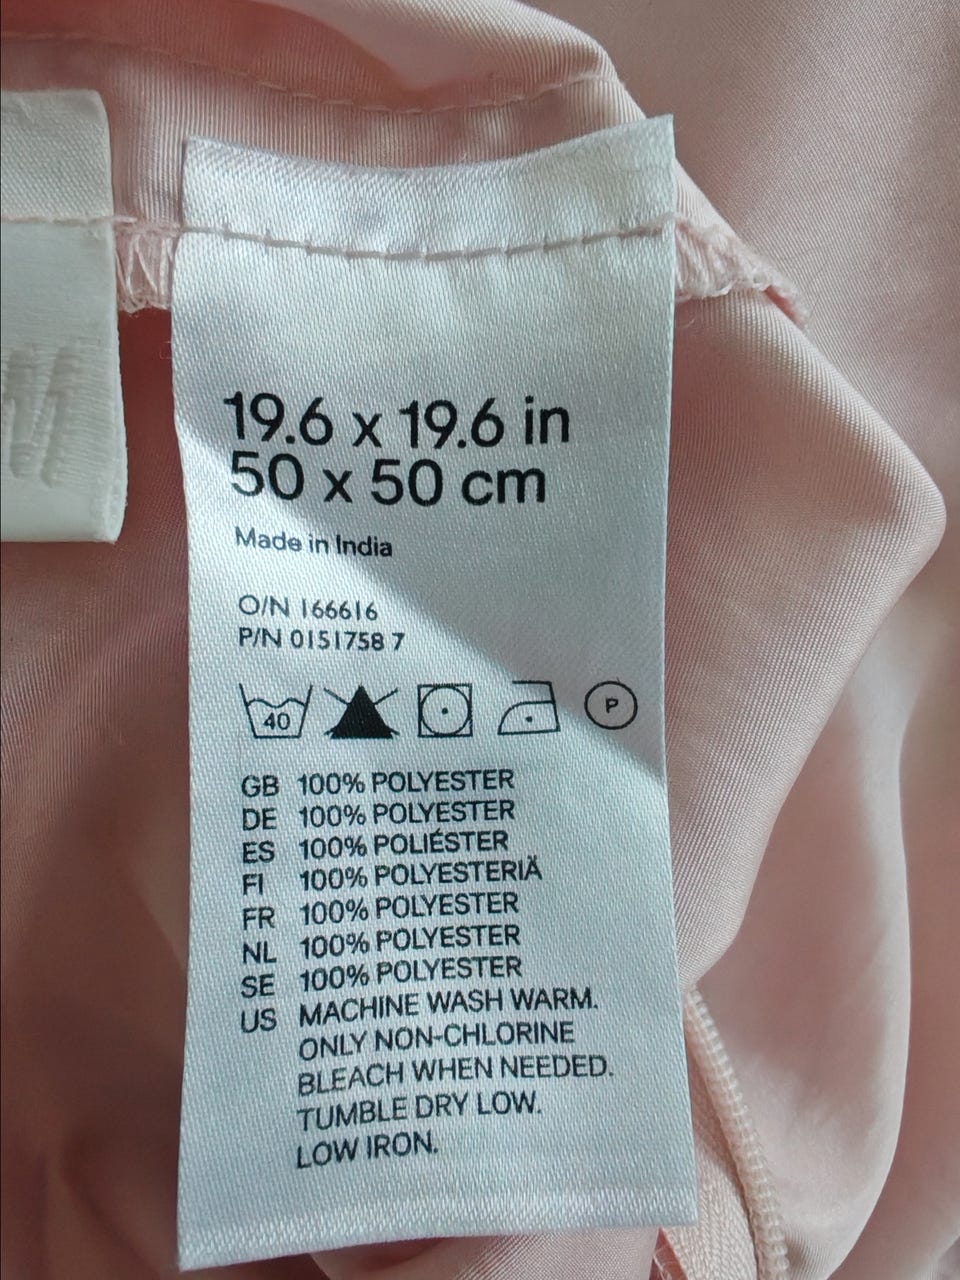 19.6 x 19.6 in
50 x 50 cm
Made in India
O/N 166616
P/N 0151758 7
40
P
GB 100% POLYESTER
DE 100% POLYESTER
ES 100% POLIÉSTER
FI 100% POLYESTERIÄ
FR 100% POLYESTER
NL 100% POLYESTER
SE 100% POLYESTER
US MACHINE WASH WARM.
ONLY NON-CHLORINE
BLEACH WHEN NEEDED.
TUMBLE DRY LOW.
LOW IRON.